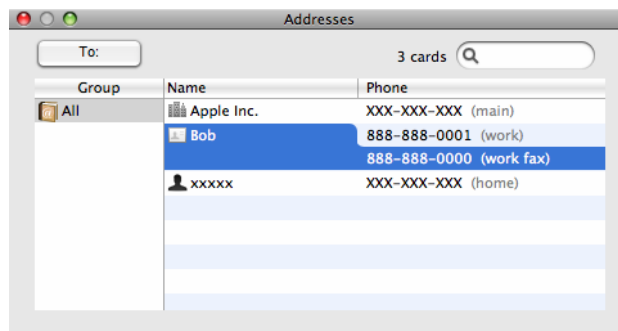 Addresses
To:
3 cards
Group Name Phone
All Apple Inc. XXX-XXX-XXX (main)
Bob 888-888-0001 (work)
888-888-0000 (work fax)
xxxxx XXX-XXX-XXX (home)